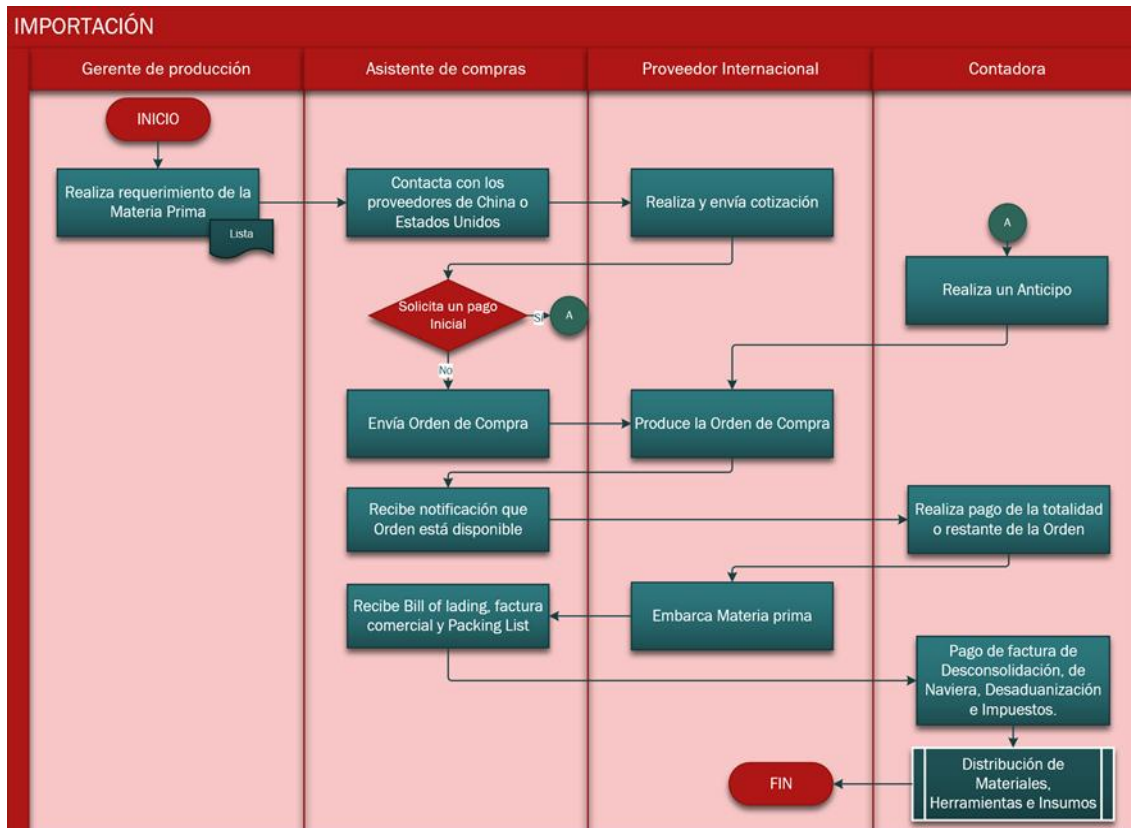 IMPORTACIÓN
Gerente de producción
Asistente de compras
Proveedor Internacional
Contadora
INICIO
Realiza requerimiento de la
Materia Prima
Lista
Contacta con los
proveedores de China o
Estados Unidos
Realiza y envía cotización
A
Realiza un Anticipo
Solicita un pago
Inicial
Sí
A
No
Envía Orden de Compra
Produce la Orden de Compra
Recibe notificación que
Orden está disponible
Realiza pago de la totalidad
o restante de la Orden
Recibe Bill of lading, factura
comercial y Packing List
Embarca Materia prima
Pago de factura de
Desconsolidación, de
Naviera, Desaduanización
e Impuestos.
Distribución de
Materiales,
Herramientas e Insumos
FIN